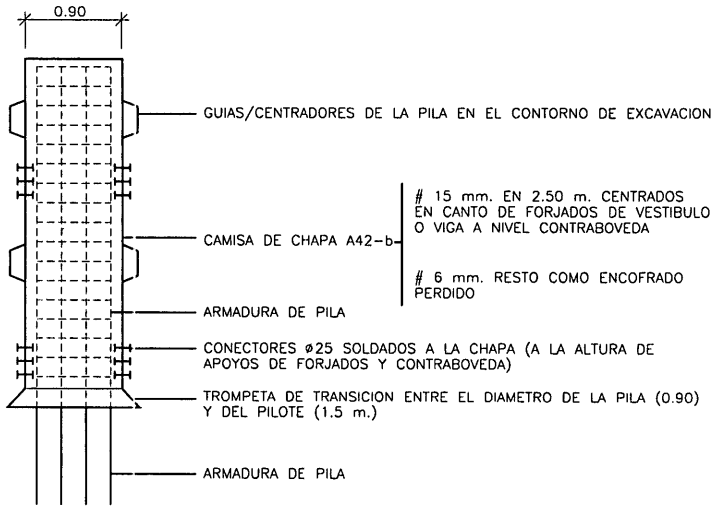 0.90
GUIAS/CENTRADORES DE LA PILA EN EL CONTORNO DE EXCAVACION
CAMISA DE CHAPA A42-b
# 15 mm. EN 2.50 m. CENTRADOS
EN CANTO DE FORJADOS DE VESTIBULO
O VIGA A NIVEL CONTRABOVEDA
# 6 mm. RESTO COMO ENCOFRADO
PERDIDO
ARMADURA DE PILA
CONECTORES ø25 SOLDADOS A LA CHAPA (A LA ALTURA DE
APOYOS DE FORJADOS Y CONTRABOVEDA)
TROMPETA DE TRANSICION ENTRE EL DIAMETRO DE LA PILA (0.90)
Y DEL PILOTE (1.5 m.)
ARMADURA DE PILA